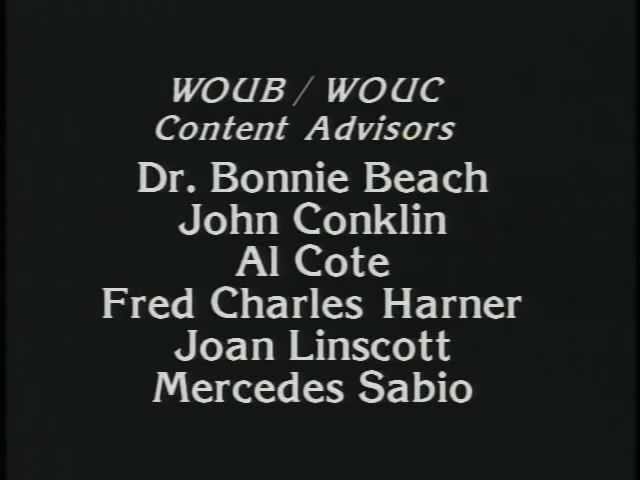 WOUB / WOUC
Content Advisors
Dr. Bonnie Beach
John Conklin
Al Cote
Fred Charles Harner
Joan Linscott
Mercedes Sabio